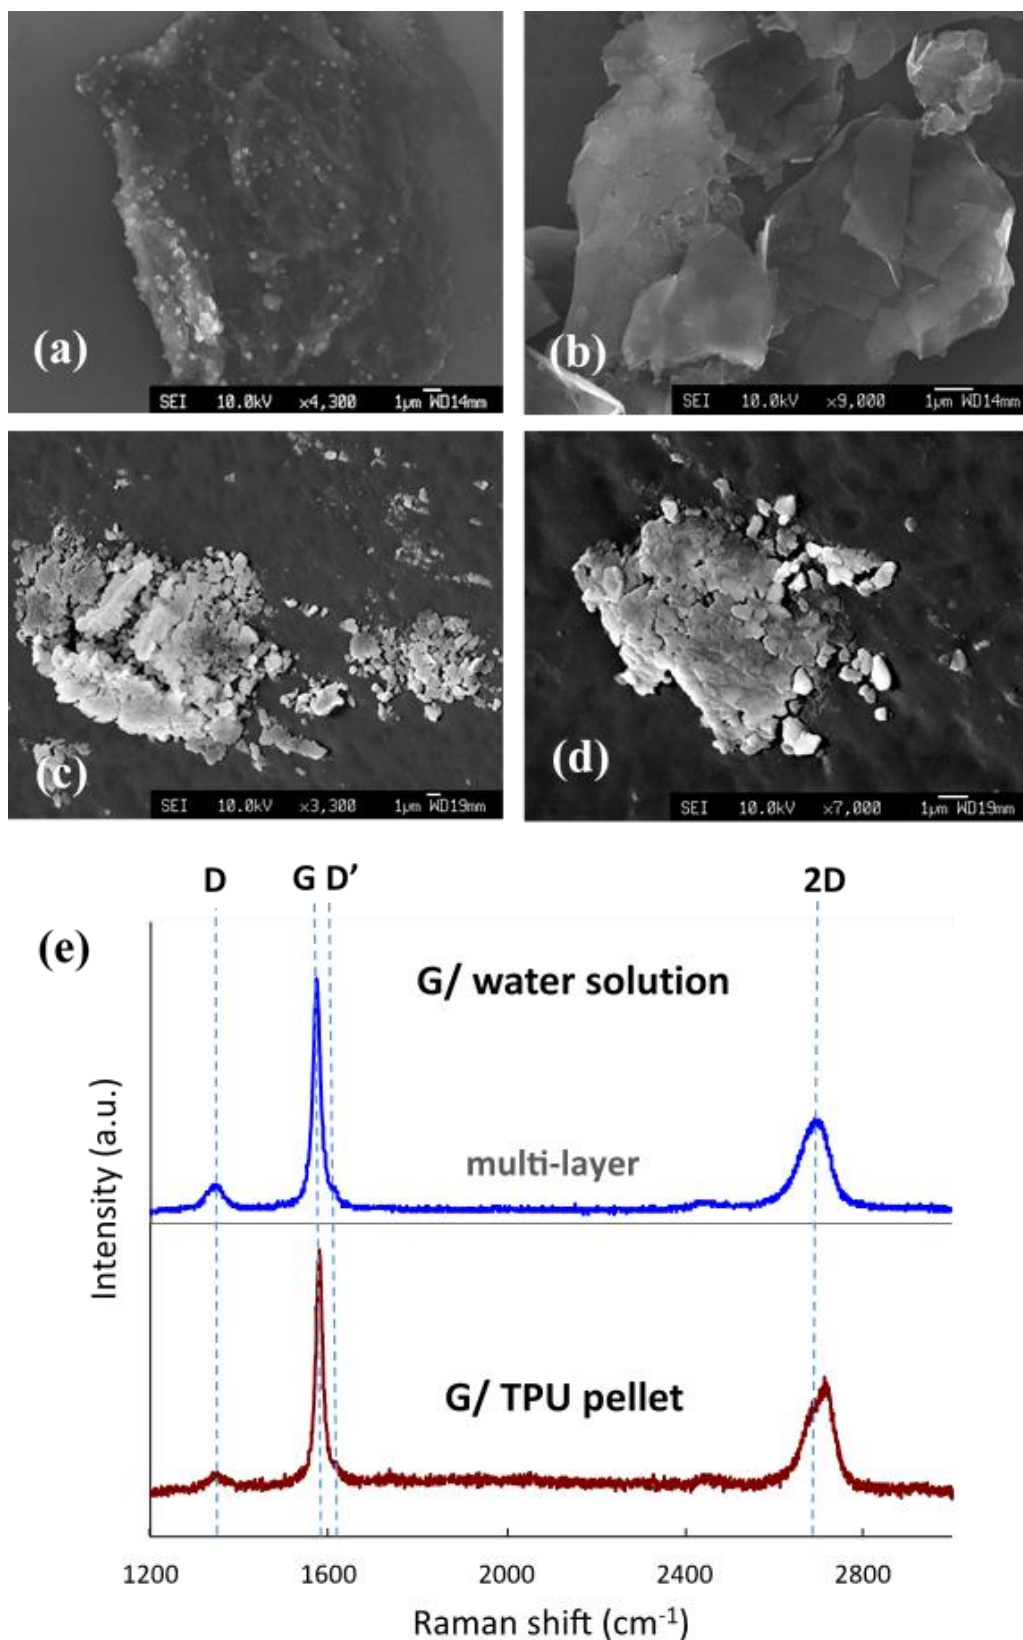 (a)
SEI 10.0kV ×4,300 1μm WD14mm
(b)
SEI 10.0kV ×9,000 1μm WD14mm
(c)
SEI 10.0kV ×3,300 1μm WD19mm
(d)
SEI 10.0kV ×7,000 1μm WD19mm
(e)
D G D’ 2D
G/ water solution
multi-layer
G/ TPU pellet
Intensity (a.u.)
1200 1600 2000 2400 2800
Raman shift (cm⁻¹)